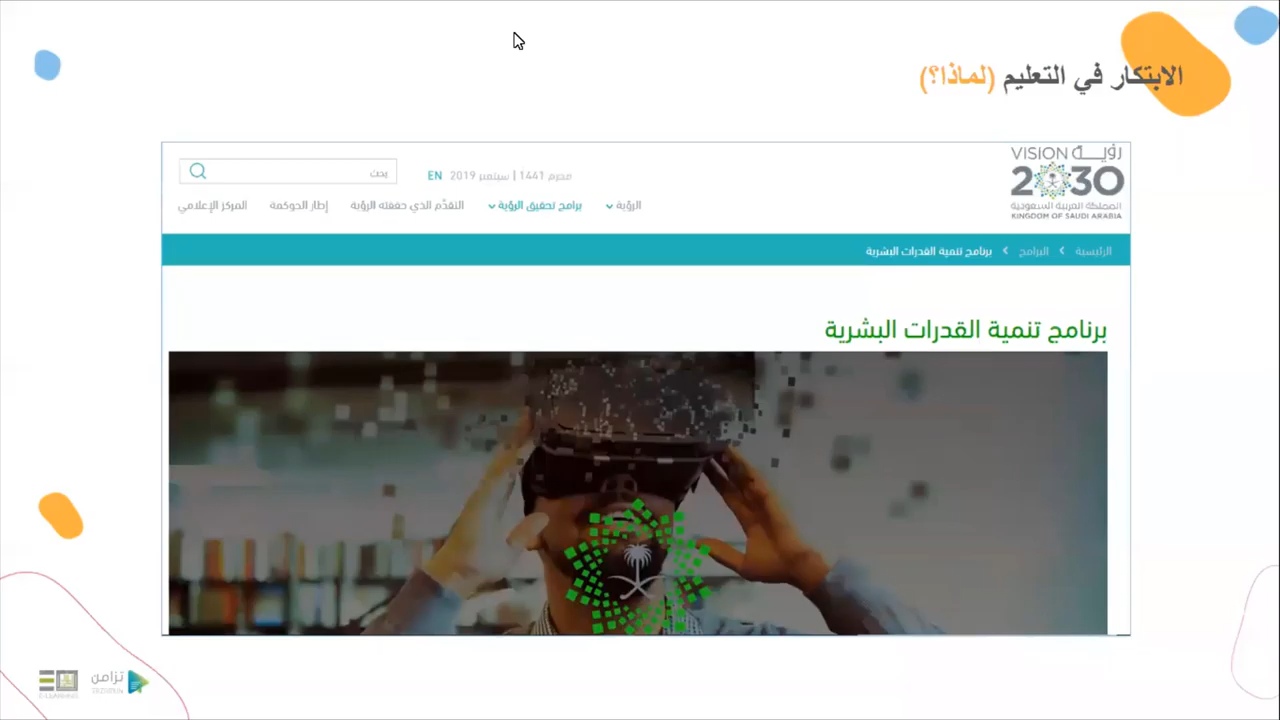 الابتكار في التعليم (لماذا؟)
VISION رؤيــة
2030
المملكة العربية السعودية
KINGDOM OF SAUDI ARABIA
محرم 1441 | سبتمبر 2019 EN
بحث
الرؤية برامج تحقيق الرؤية التقدّم الذي حققته الرؤية إطار الحوكمة المركز الإعلامي
الرئيسية البرامج برنامج تنمية القدرات البشرية
برنامج تنمية القدرات البشرية
تزامن